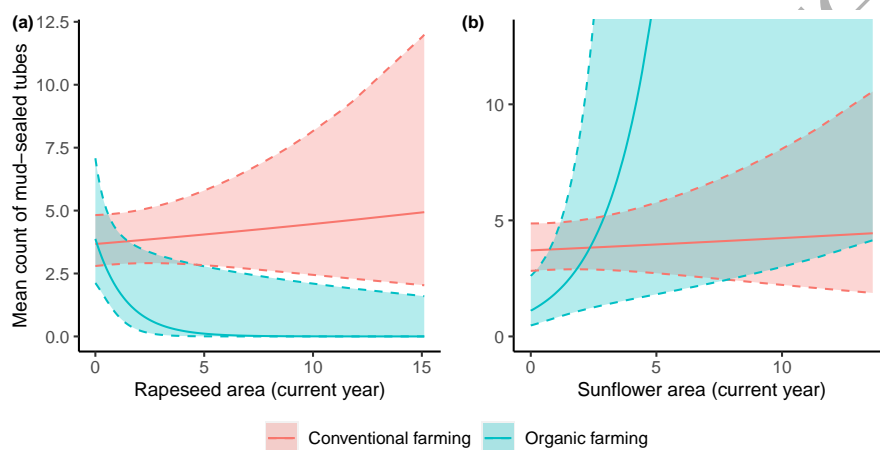 (a)
(b)
Mean count of mud−sealed tubes
12.5
10.0
7.5
5.0
2.5
0.0
0 5 10 15
Rapeseed area (current year)
10
5
0
0 5 10
Sunflower area (current year)
Conventional farming Organic farming